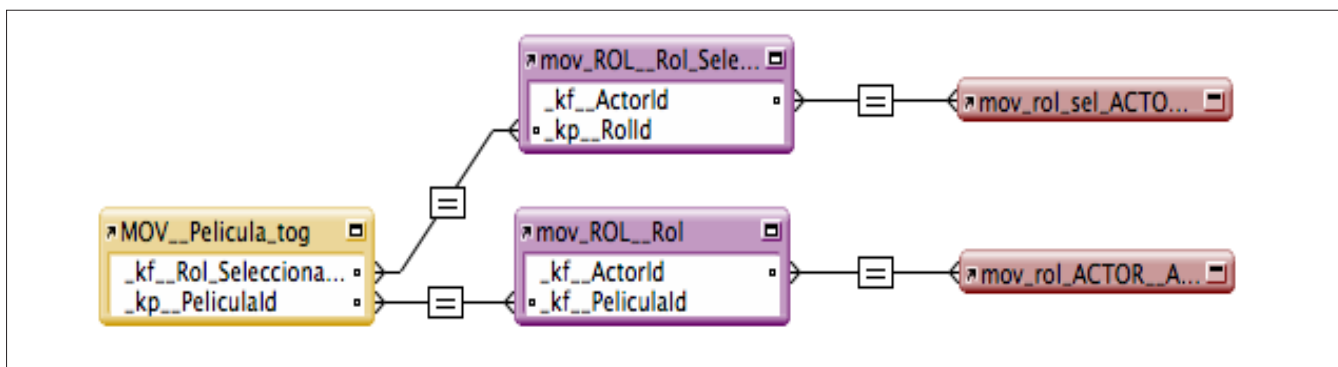 mov_ROL__Rol_Sele...
_kf__ActorId
_kp__RolId
mov_rol_sel_ACTO...
MOV__Pelicula_tog
_kf__Rol_Selecciona...
_kp__PeliculaId
mov_ROL__Rol
_kf__ActorId
_kf__PeliculaId
mov_rol_ACTOR__A...